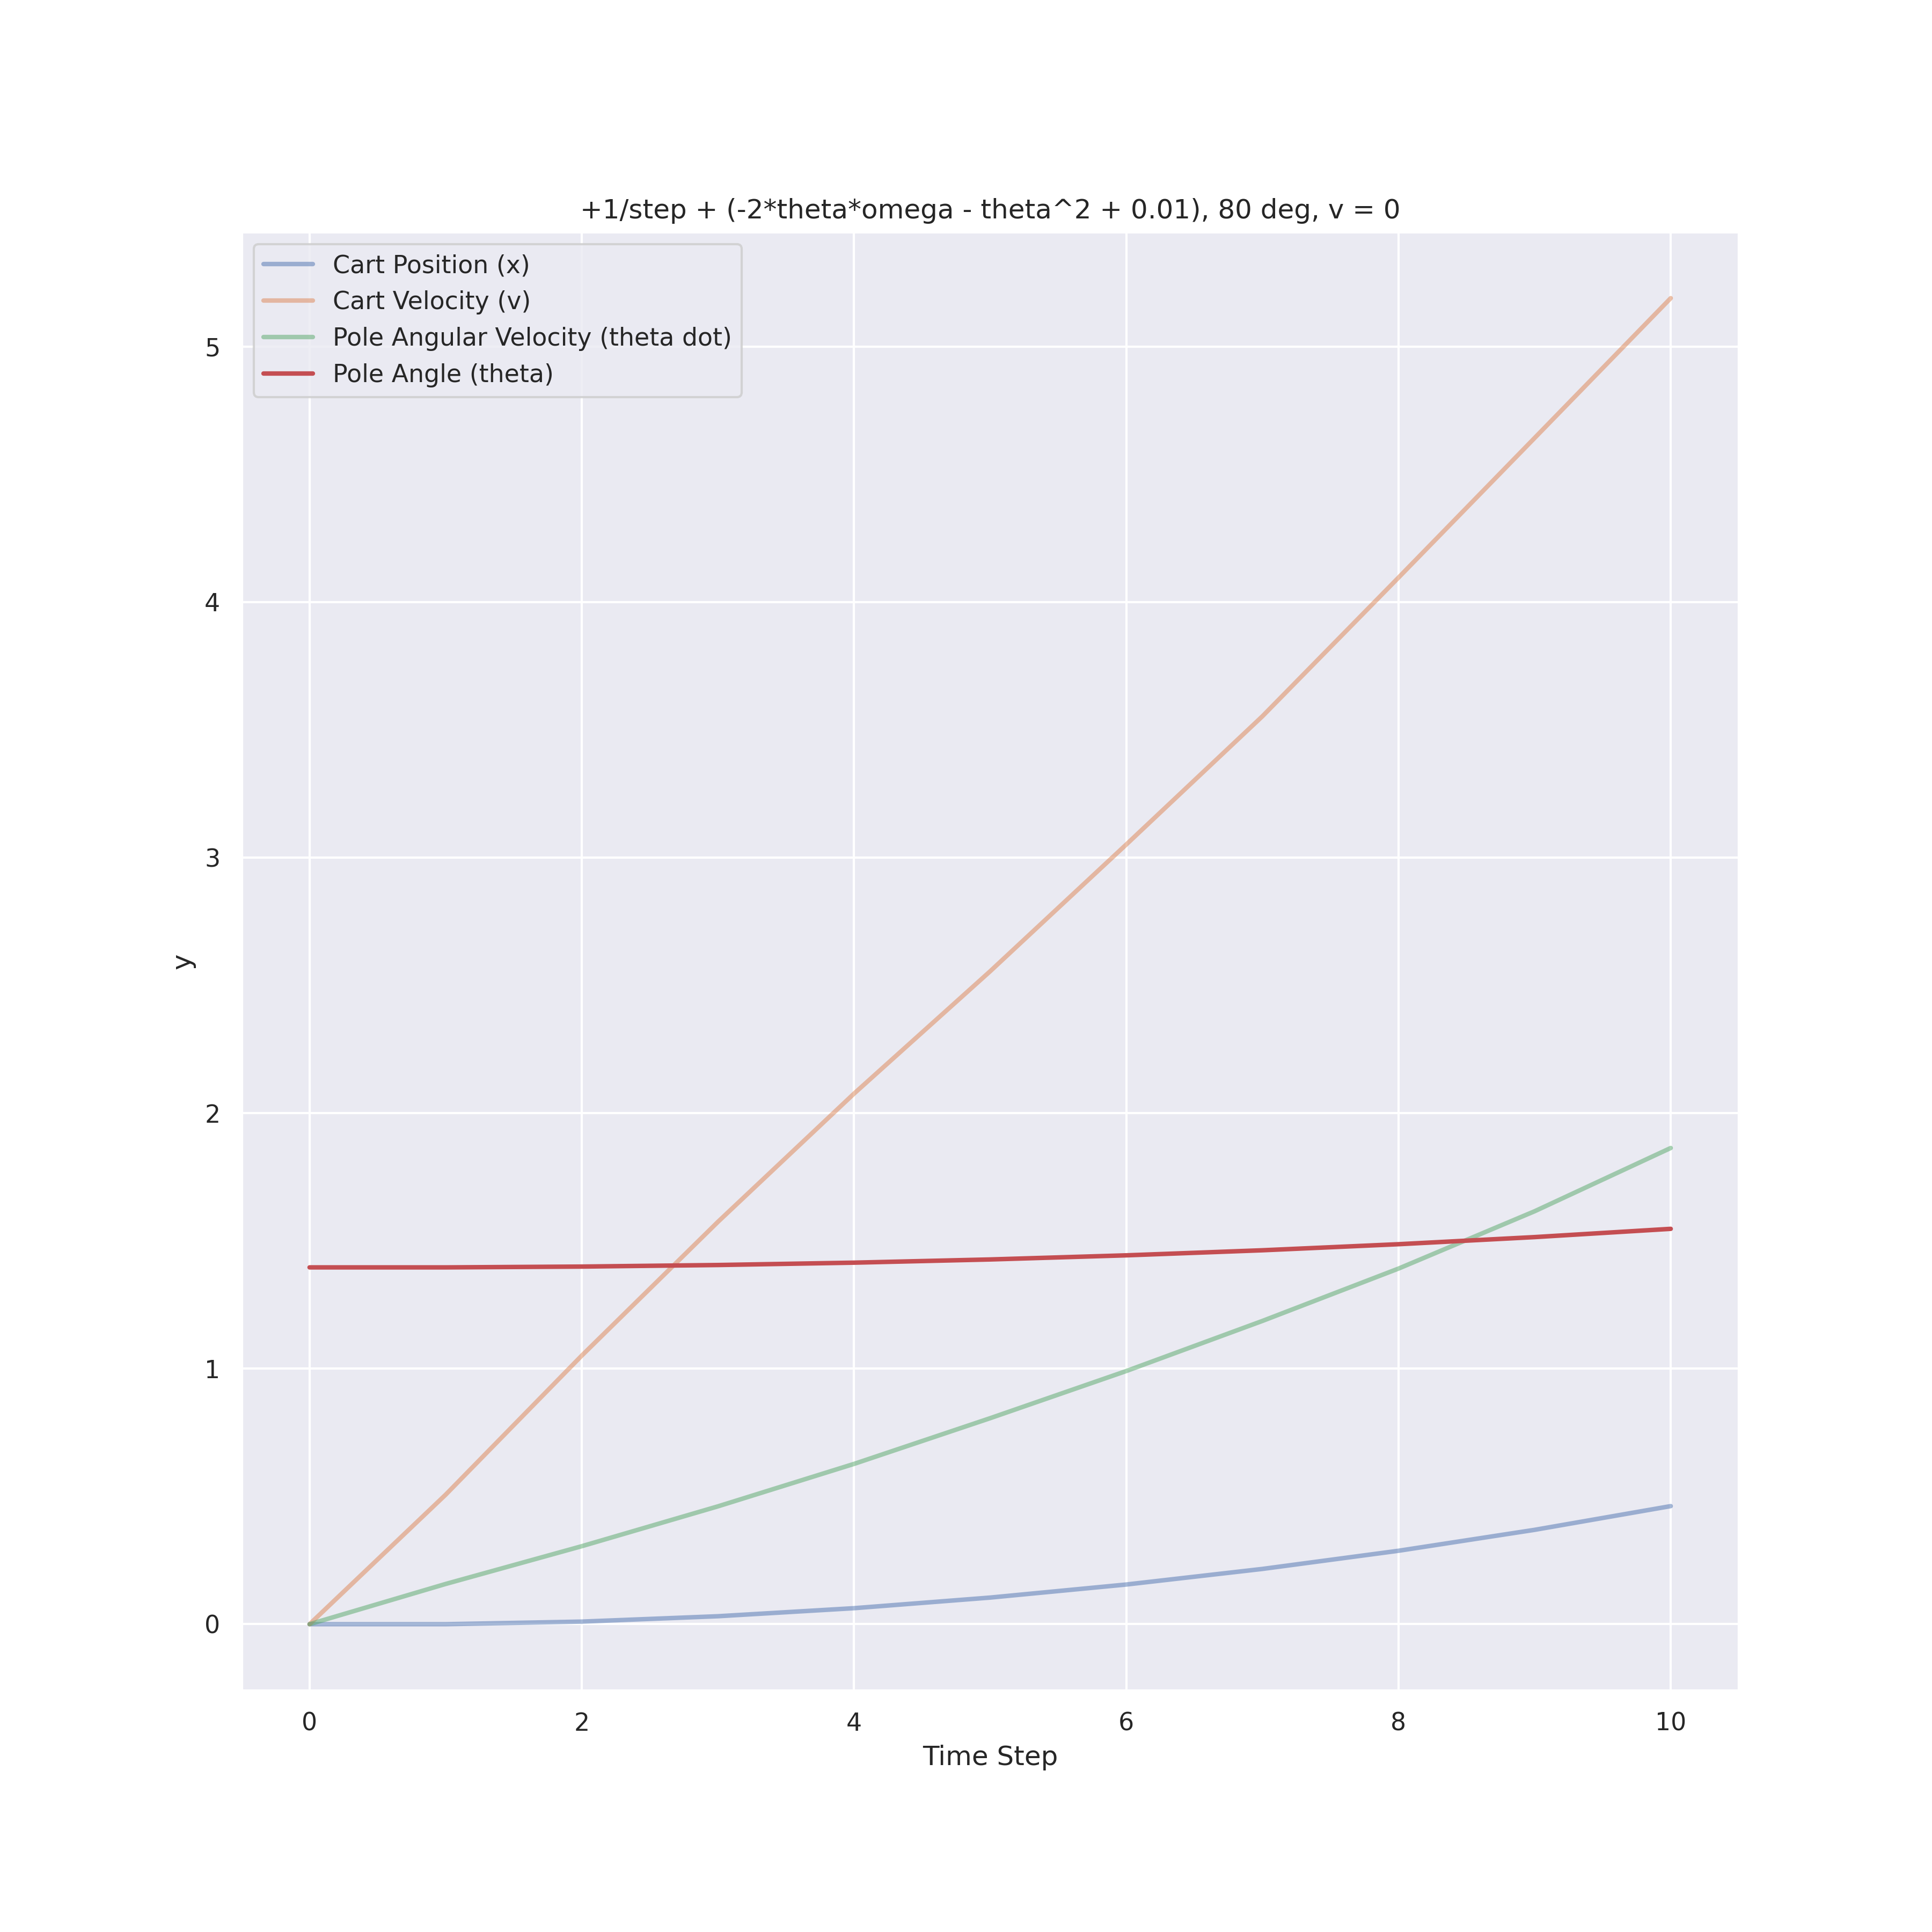 +1/step + (-2*theta*omega - theta^2 + 0.01), 80 deg, v = 0
Cart Position (x)
Cart Velocity (v)
Pole Angular Velocity (theta dot)
Pole Angle (theta)
5
4
3
2
1
0
y
0 2 4 6 8 10
Time Step